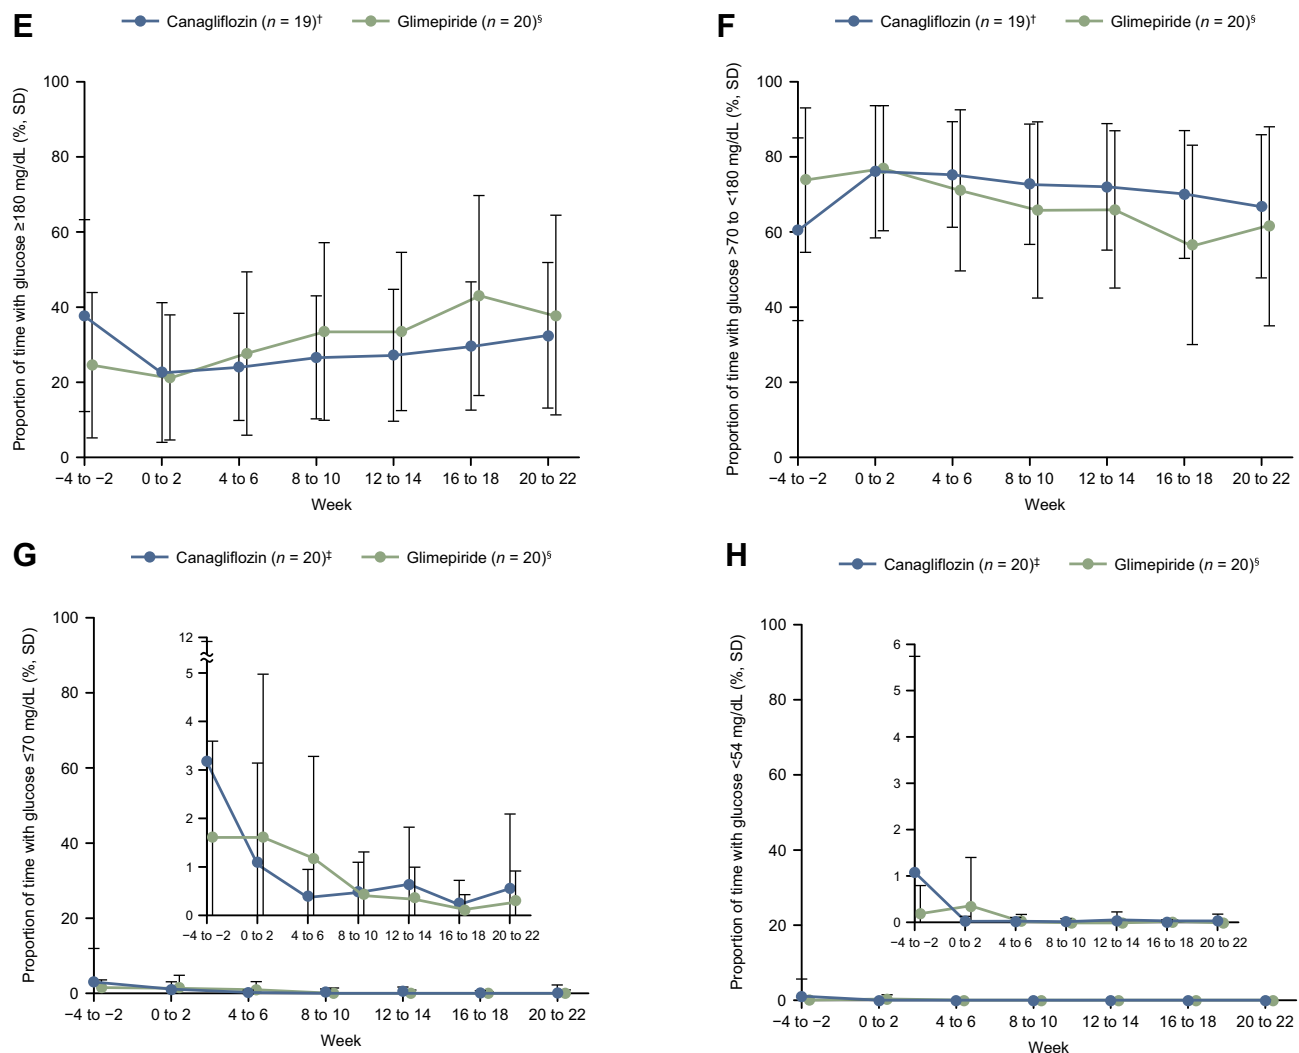 E
Canagliflozin (n = 19)†
Glimepiride (n = 20)§
Proportion of time with glucose ≥180 mg/dL (%, SD)
100
80
60
40
20
0
−4 to −2
0 to 2
4 to 6
8 to 10
12 to 14
16 to 18
20 to 22
Week
F
Canagliflozin (n = 19)†
Glimepiride (n = 20)§
Proportion of time with glucose >70 to <180 mg/dL (%, SD)
100
80
60
40
20
0
−4 to −2
0 to 2
4 to 6
8 to 10
12 to 14
16 to 18
20 to 22
Week
G
Canagliflozin (n = 20)‡
Glimepiride (n = 20)§
Proportion of time with glucose ≤70 mg/dL (%, SD)
100
80
60
40
20
0
12
5
4
3
2
1
0
−4 to −2
0 to 2
4 to 6
8 to 10
12 to 14
16 to 18
20 to 22
−4 to −2
0 to 2
4 to 6
8 to 10
12 to 14
16 to 18
20 to 22
Week
H
Canagliflozin (n = 20)‡
Glimepiride (n = 20)§
Proportion of time with glucose <54 mg/dL (%, SD)
100
80
60
40
20
0
6
5
4
3
2
1
0
−4 to −2
0 to 2
4 to 6
8 to 10
12 to 14
16 to 18
20 to 22
−4 to −2
0 to 2
4 to 6
8 to 10
12 to 14
16 to 18
20 to 22
Week